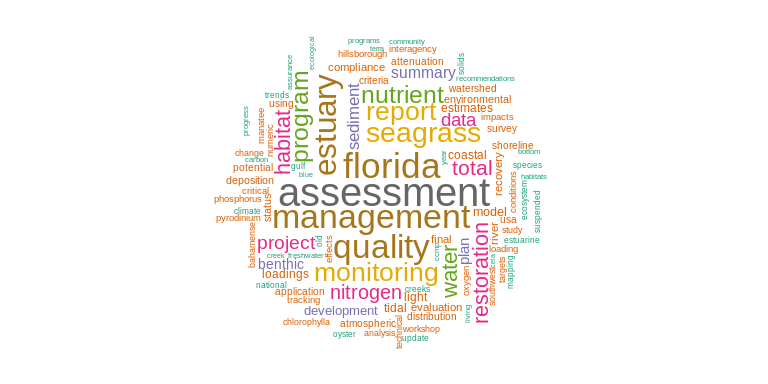 programs
community
terra
interagency
hillsborough
ecological
attenuation
solids
compliance
summary
assurance
criteria
recommendations
program
estuary
nutrient
watershed
trends
using
sediment
environmental
report
estimates
progress
manatee
numeric
habitat
data
impacts
seagrass
survey
change
carbon
gulf
blue
florida
year
coastal
shoreline
bottom
potential
total
recovery
species
deposition
habitats
critical
assessment
conditions
ecosystem
phosphorus
status
climate
pyrodinium
management
model
usa
suspended
bahamense
project
old
effects
quality
final
ccmp
water
plan
river
study
estuarine
loading
creek
freshwater
benthic
loadings
monitoring
restoration
oxygen
southwest
cea
targets
mapping
national
application
tracking
nitrogen
creeks
light
development
tidal
evaluation
living
chlorophylla
atmospheric
distribution
oyster
analysis
technical
workshop
update